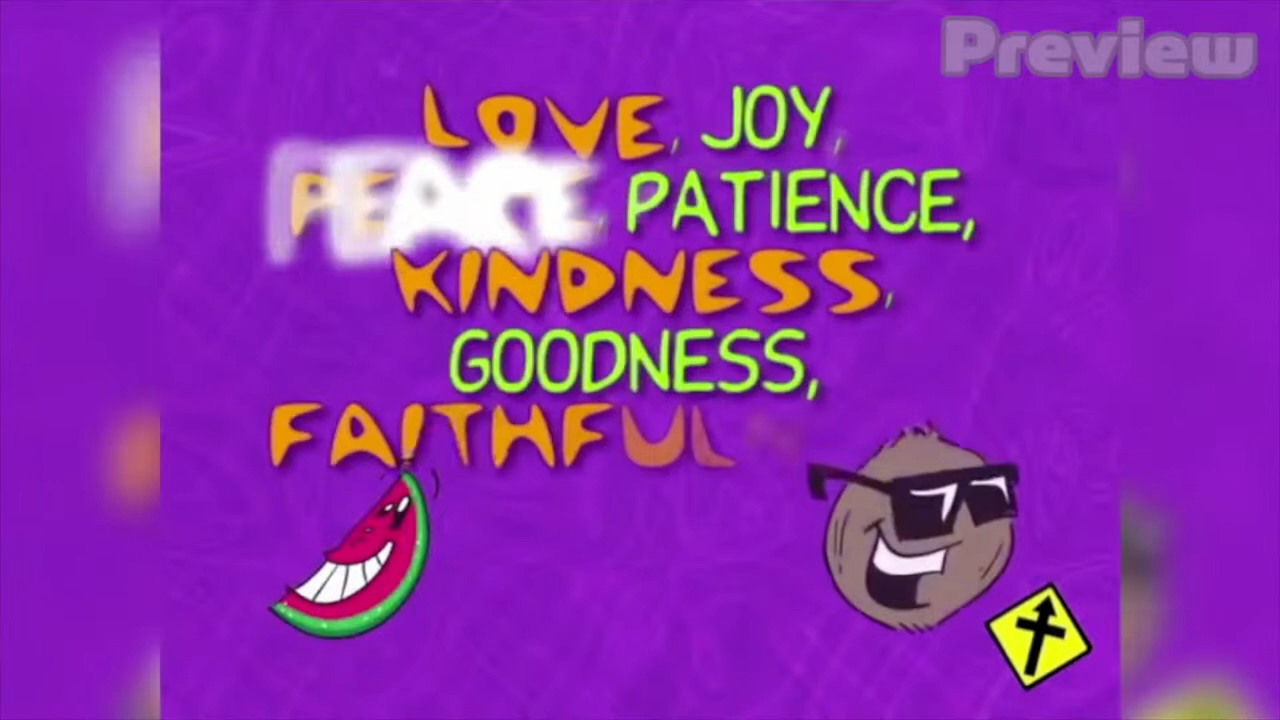 Preview
LOVE, JOY,
PEACE, PATIENCE,
KINDNESS,
GOODNESS,
FAITHFUL